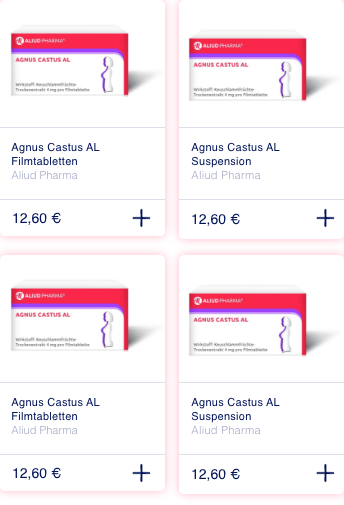 ALIUD PHARMA®
AGNUS CASTUS AL
Wirkstoff: Keuschlammfrüchte-
Trockenextrakt 4 mg pro Filmtablette
Agnus Castus AL
Filmtabletten
Aliud Pharma
12,60 €
ALIUD PHARMA®
AGNUS CASTUS AL
Wirkstoff: Keuschlammfrüchte-
Trockenextrakt 4 mg pro Filmtablette
Agnus Castus AL
Suspension
Aliud Pharma
12,60 €
ALIUD PHARMA®
AGNUS CASTUS AL
Wirkstoff: Keuschlammfrüchte-
Trockenextrakt 4 mg pro Filmtablette
Agnus Castus AL
Filmtabletten
Aliud Pharma
12,60 €
ALIUD PHARMA®
AGNUS CASTUS AL
Wirkstoff: Keuschlammfrüchte-
Trockenextrakt 4 mg pro Filmtablette
Agnus Castus AL
Suspension
Aliud Pharma
12,60 €